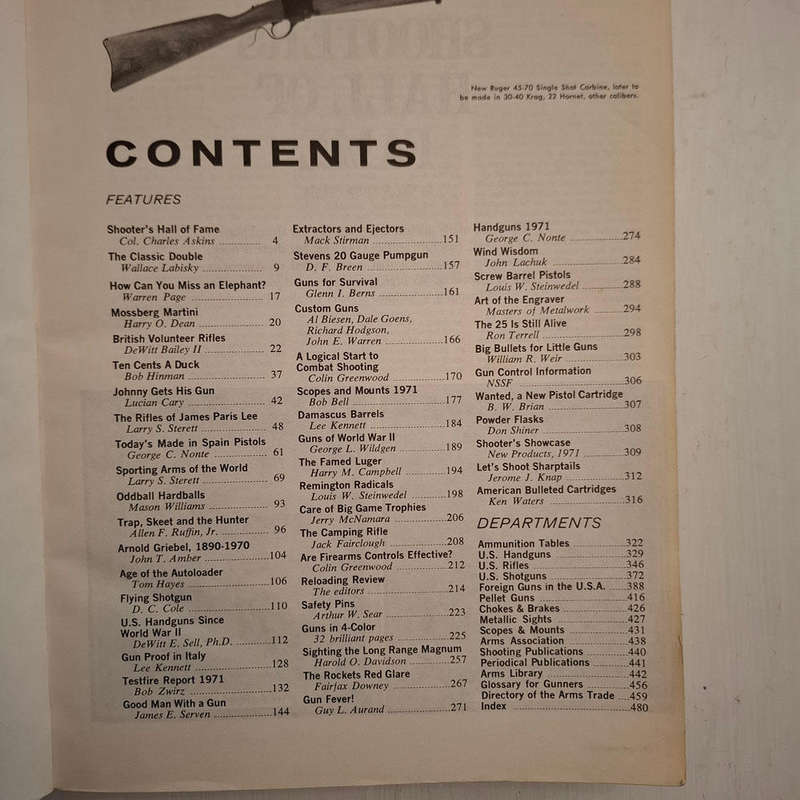 New Ruger 45-70 Single Shot Carbine, later to
be made in 30-40 Krag, 22 Hornet, other calibers.
CONTENTS
FEATURES
Shooter's Hall of Fame
Col. Charles Askins ............ 4
The Classic Double
Wallace Labisky ............ 9
How Can You Miss an Elephant?
Warren Page ............ 17
Mossberg Martini
Harry O. Dean ............ 20
British Volunteer Rifles
DeWitt Bailey II ............ 22
Ten Cents A Duck
Bob Hinman ............ 37
Johnny Gets His Gun
Lucian Cary ............ 42
The Rifles of James Paris Lee
Larry S. Sterett ............ 48
Today's Made in Spain Pistols
George C. Nonte ............ 61
Sporting Arms of the World
Larry S. Sterett ............ 69
Oddball Hardballs
Mason Williams ............ 93
Trap, Skeet and the Hunter
Allen F. Ruffin, Jr. ............ 96
Arnold Griebel, 1890-1970
John T. Amber ............104
Age of the Autoloader
Tom Hayes ............106
Flying Shotgun
D. C. Cole ............110
U.S. Handguns Since
World War II
DeWitt E. Sell, Ph.D. ............112
Gun Proof in Italy
Lee Kennett ............128
Testfire Report 1971
Bob Zwirz ............132
Good Man With a Gun
James E. Serven ............144
Extractors and Ejectors
Mack Stirman ............151
Stevens 20 Gauge Pumpgun
D. F. Breen ............157
Guns for Survival
Glenn I. Berns ............161
Custom Guns
Al Biesen, Dale Goens,
Richard Hodgson,
John E. Warren ............166
A Logical Start to
Combat Shooting
Colin Greenwood ............170
Scopes and Mounts 1971
Bob Bell ............177
Damascus Barrels
Lee Kennett ............184
Guns of World War II
George L. Wildgen ............189
The Famed Luger
Harry M. Campbell ............194
Remington Radicals
Louis W. Steinwedel ............198
Care of Big Game Trophies
Jerry McNamara ............206
The Camping Rifle
Jack Fairclough ............208
Are Firearms Controls Effective?
Colin Greenwood ............212
Reloading Review
The editors ............214
Safety Pins
Arthur W. Sear ............223
Guns in 4-Color
32 brilliant pages ............225
Sighting the Long Range Magnum
Harold O. Davidson ............257
The Rockets Red Glare
Fairfax Downey ............267
Gun Fever!
Guy L. Aurand ............271
Handguns 1971
George C. Nonte ............274
Wind Wisdom
John Lachuk ............284
Screw Barrel Pistols
Louis W. Steinwedel ............288
Art of the Engraver
Masters of Metalwork ............294
The 25 Is Still Alive
Ron Terrell ............298
Big Bullets for Little Guns
William R. Weir ............303
Gun Control Information
NSSF ............306
Wanted, a New Pistol Cartridge
B. W. Brian ............307
Powder Flasks
Don Shiner ............308
Shooter's Showcase
New Products, 1971 ............309
Let's Shoot Sharptails
Jerome J. Knap ............312
American Bulleted Cartridges
Ken Waters ............316
DEPARTMENTS
Ammunition Tables ............322
U.S. Handguns ............329
U.S. Rifles ............346
U.S. Shotguns ............372
Foreign Guns in the U.S.A. ......388
Pellet Guns ............416
Chokes & Brakes ............426
Metallic Sights ............427
Scopes & Mounts ............431
Arms Association ............438
Shooting Publications ............440
Periodical Publications ............441
Arms Library ............442
Glossary for Gunners ............456
Directory of the Arms Trade ....459
Index ............480